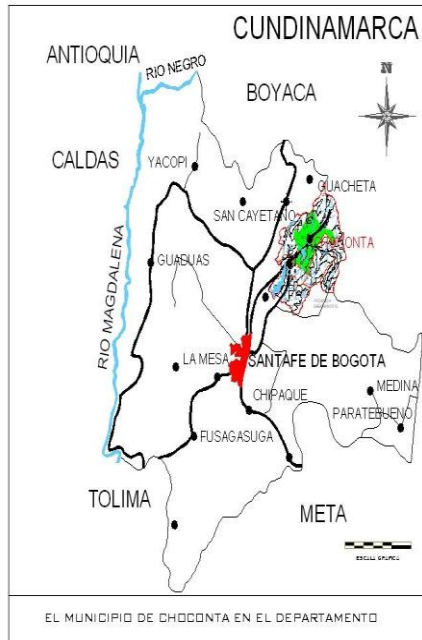 CUNDINAMARCA
ANTIOQUIA
RIO NEGRO
N
BOYACA
CALDAS
YACOPI
GUACHETA
SAN CAYETANO
GUADUAS
RIO MAGDALENA
LA MESA
SANTAFE DE BOGOTA
CHIPAQUE
MEDINA
PARATEBUENO
FUSAGASUGA
TOLIMA
META
ESCALA GRAFICA
EL MUNICIPIO DE CHOCONTA EN EL DEPARTAMENTO